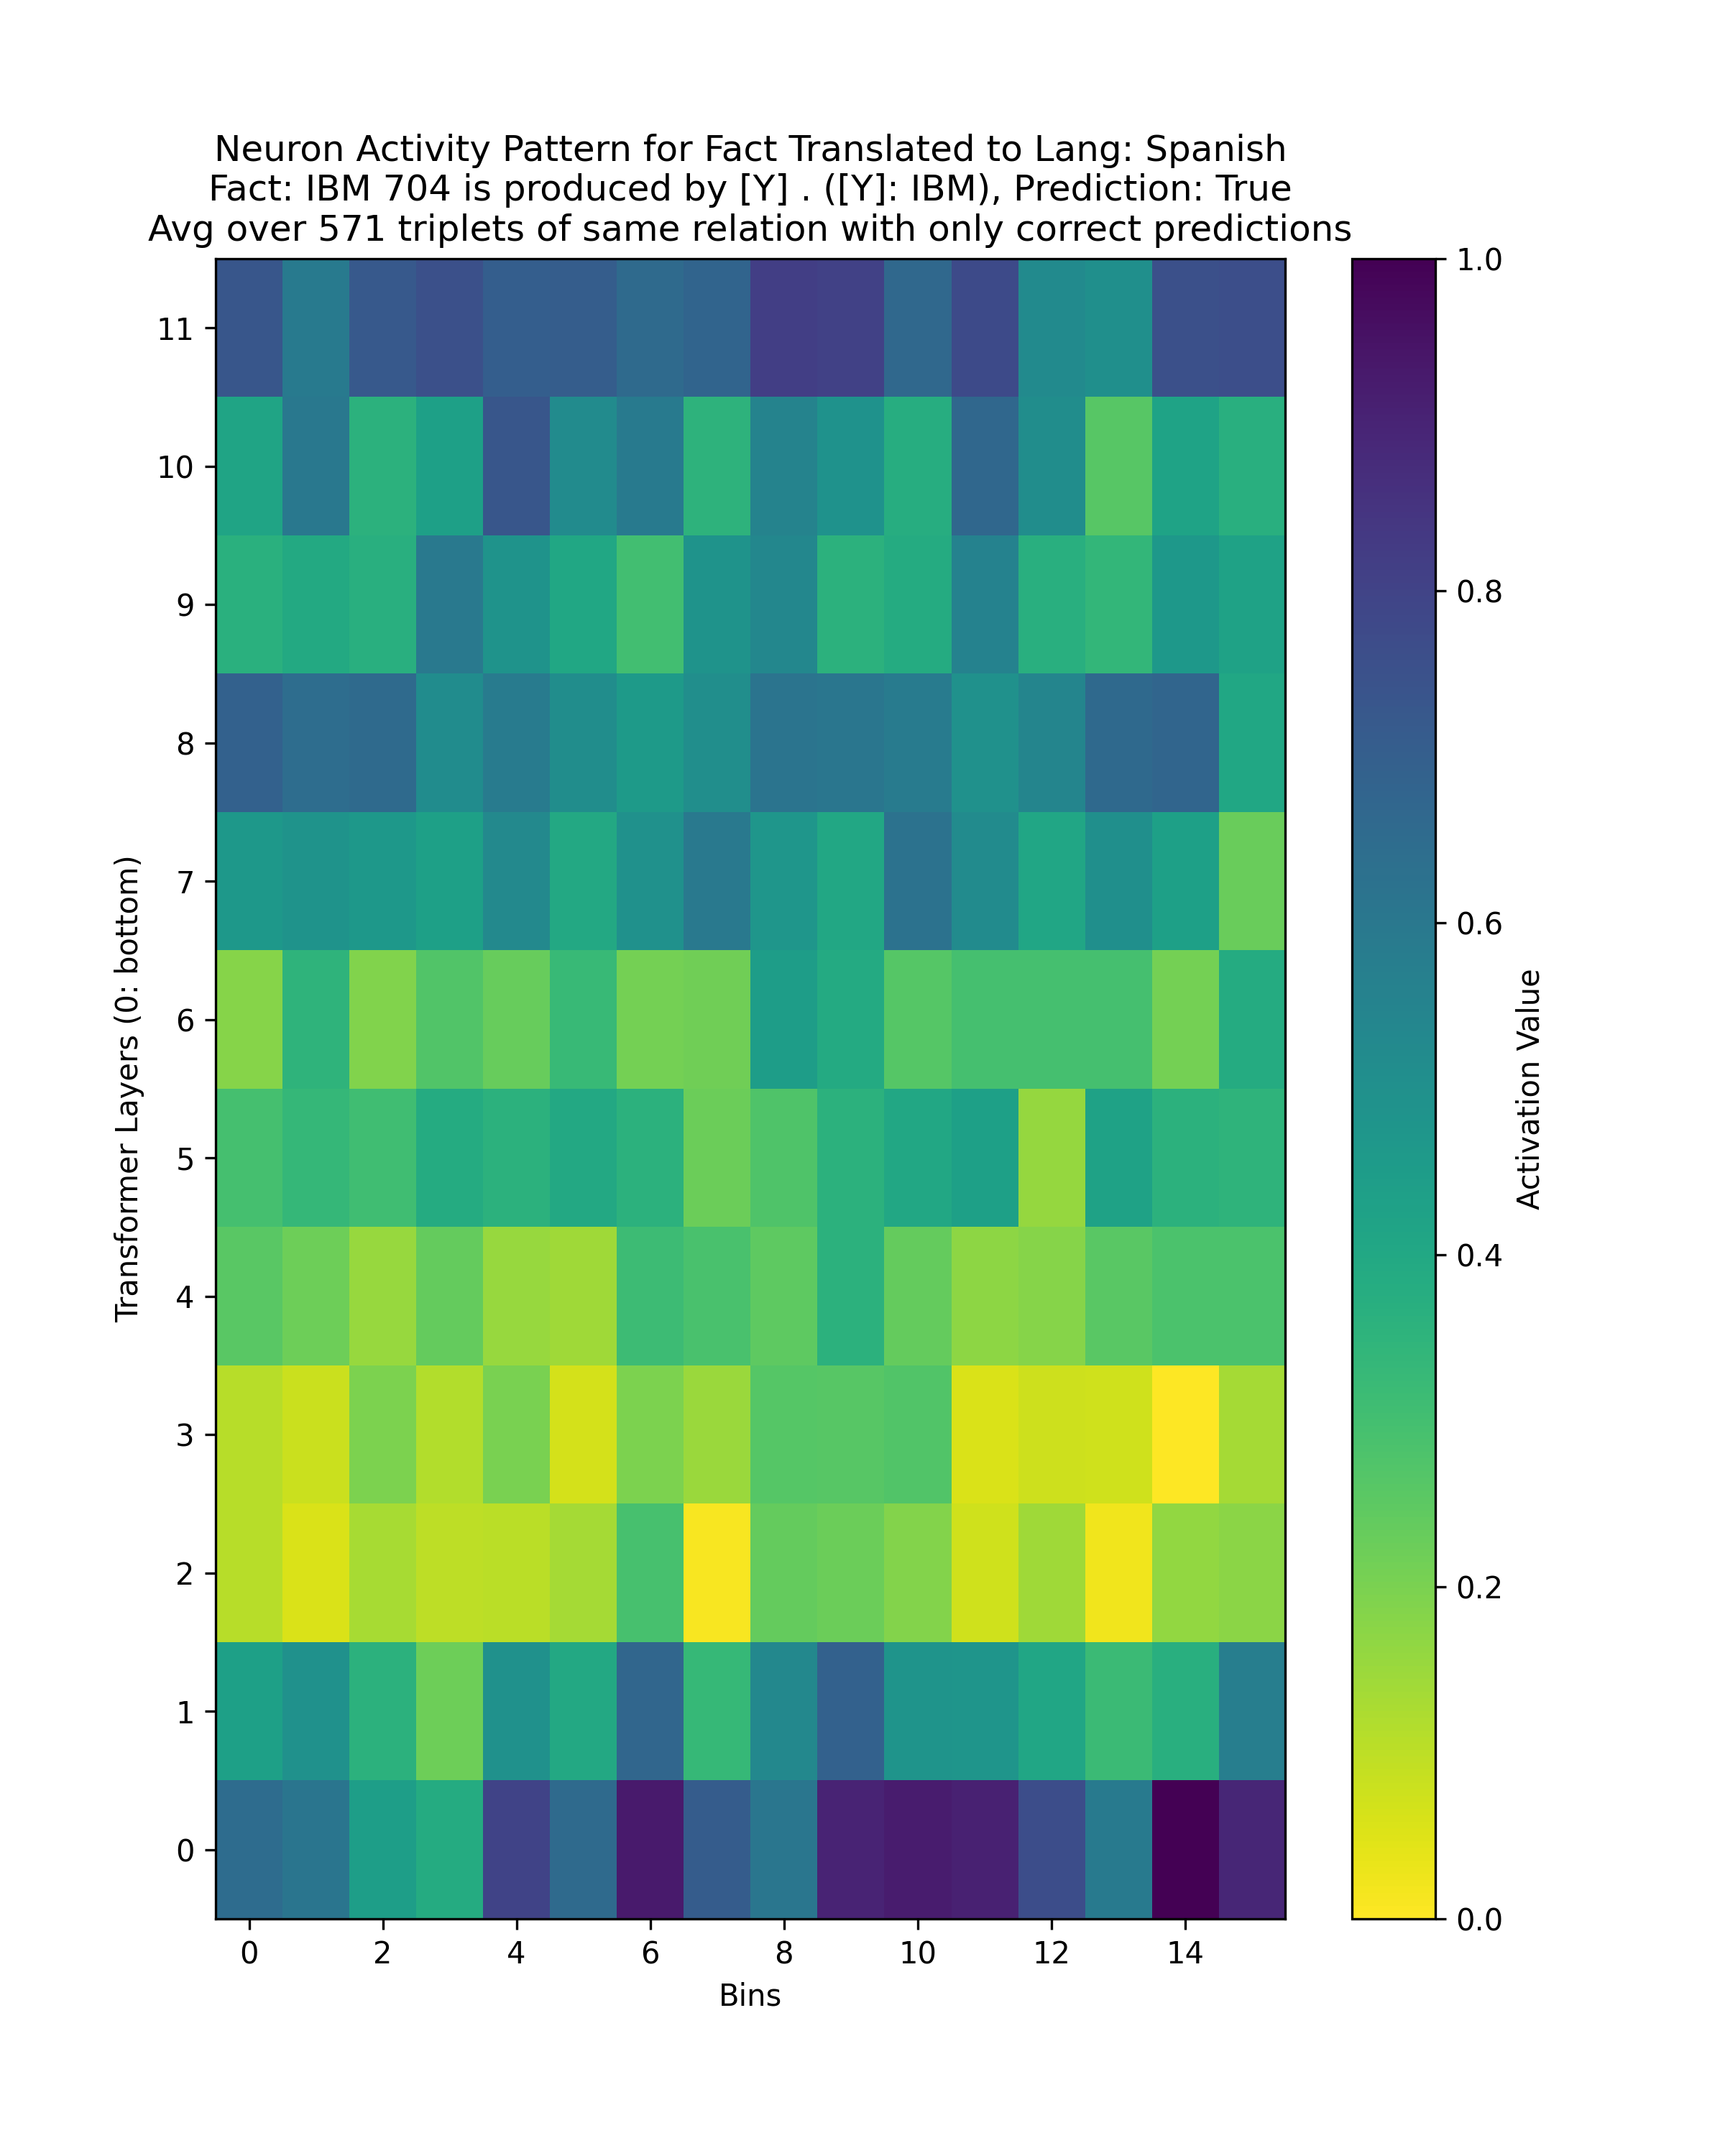 Neuron Activity Pattern for Fact Translated to Lang: Spanish
Fact: IBM 704 is produced by [Y] . ([Y]: IBM), Prediction: True
Avg over 571 triplets of same relation with only correct predictions
11
10
9
8
7
6
5
4
3
2
1
0
Transformer Layers (0: bottom)
0 2 4 6 8 10 12 14
Bins
1.0
0.8
0.6
0.4
0.2
0.0
Activation Value